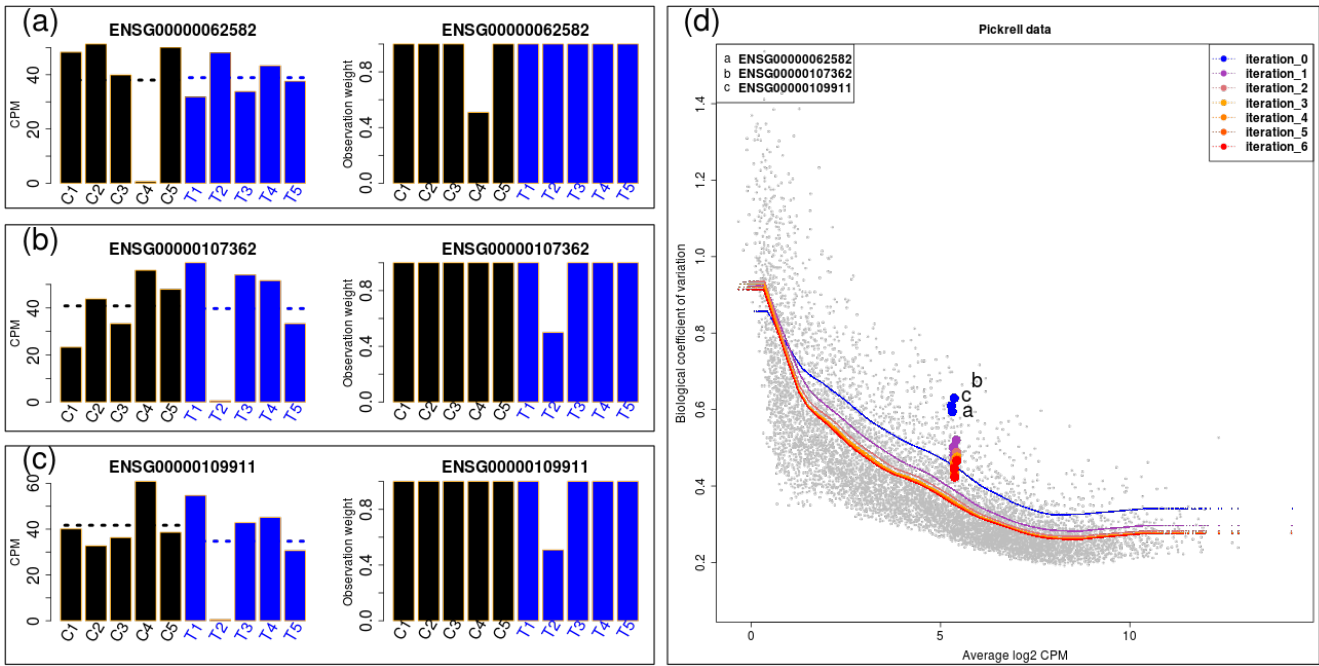 (a)
ENSG00000062582
CPM
0
20
40
C1 C2 C3 C4 C5 T1 T2 T3 T4 T5
ENSG00000062582
Observation weight
0.0
0.4
0.8
C1 C2 C3 C4 C5 T1 T2 T3 T4 T5
(b)
ENSG00000107362
CPM
0
20
40
C1 C2 C3 C4 C5 T1 T2 T3 T4 T5
ENSG00000107362
Observation weight
0.0
0.4
0.8
C1 C2 C3 C4 C5 T1 T2 T3 T4 T5
(c)
ENSG00000109911
CPM
0
20
40
60
C1 C2 C3 C4 C5 T1 T2 T3 T4 T5
ENSG00000109911
Observation weight
0.0
0.4
0.8
C1 C2 C3 C4 C5 T1 T2 T3 T4 T5
(d)
Pickrell data
a ENSG00000062582
b ENSG00000107362
c ENSG00000109911
iteration_0
iteration_1
iteration_2
iteration_3
iteration_4
iteration_5
iteration_6
Biological coefficient of variation
1.4
1.2
1.0
0.8
0.6
0.4
0.2
b
c
a
0 5 10
Average log2 CPM